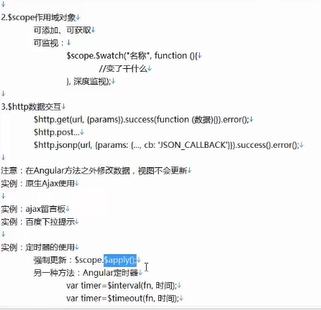 2.$scope作用域对象
可添加、可获取
可监视：
$scope.$watch("名称", function (){
//变了干什么
}, 深度监视);
3.$http数据交互
$http.get(url, {params}).success(function (数据){}).error();
$http.post...
$http.jsonp(url, {params: {..., cb: 'JSON_CALLBACK'}}).success().error();
注意：在Angular方法之外修改数据，视图不会更新
实例：原生Ajax使用
实例：ajax留言板
实例：百度下拉提示
实例：定时器的使用
强制更新：$scope.$apply();
另一种方法：Angular定时器
var timer=$interval(fn, 时间);
var timer=$timeout(fn, 时间);